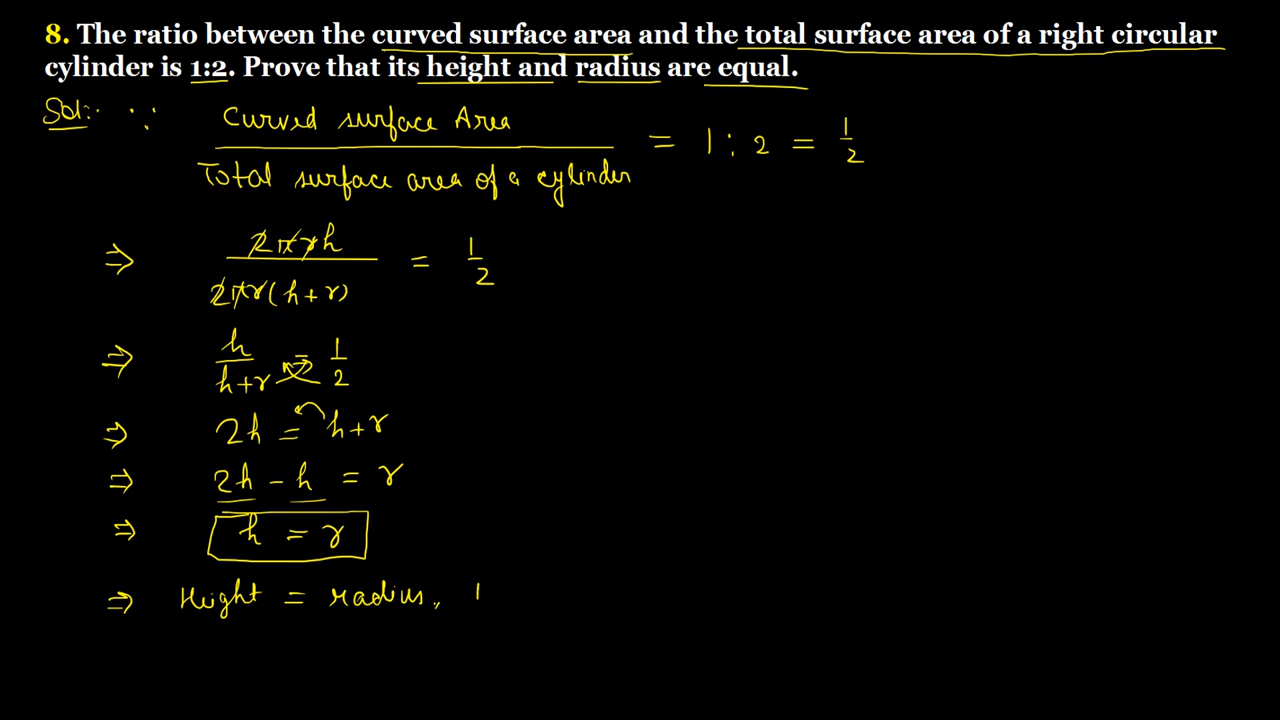 8. The ratio between the curved surface area and the total surface area of a right circular
cylinder is 1:2. Prove that its height and radius are equal.
Sol:- ∵ Curved surface Area / Total surface area of a cylinder = 1 : 2 = 1/2
⇒ 2πrh / 2πr(h+r) = 1/2
⇒ h / h+r = 1/2
⇒ 2h = h+r
⇒ 2h - h = r
⇒ h = r
⇒ Height = radius,